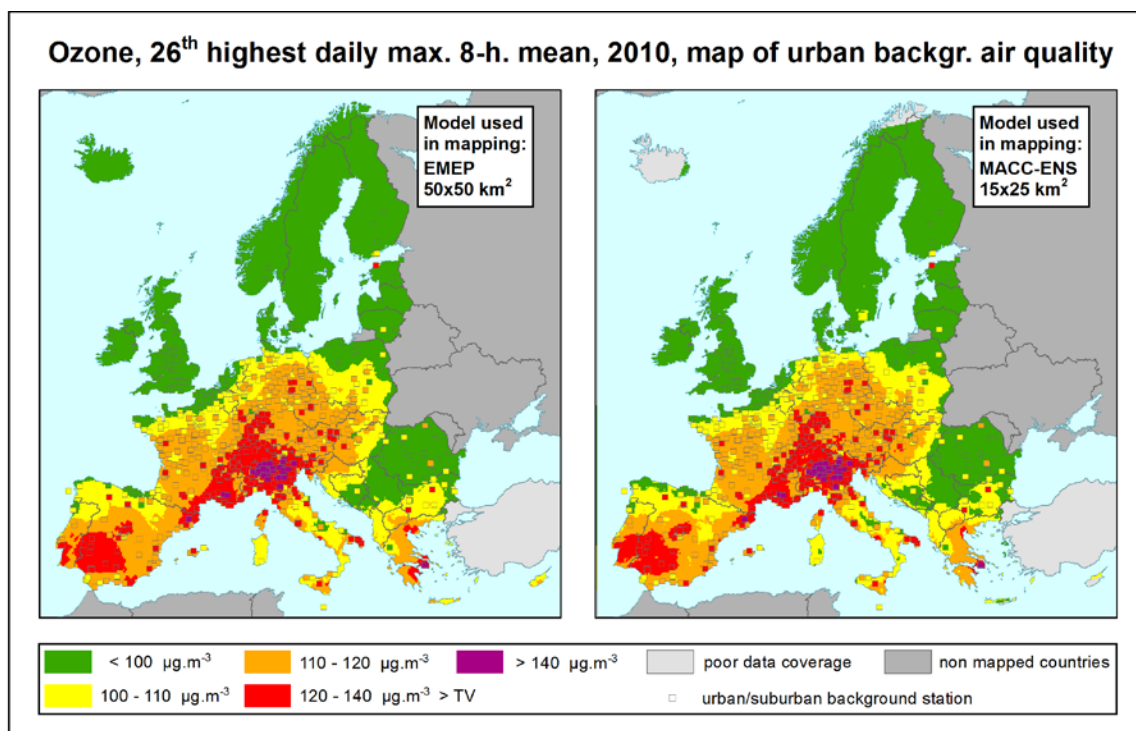 Ozone, 26th highest daily max. 8-h. mean, 2010, map of urban backgr. air quality
Model used
in mapping:
EMEP
50x50 km²
Model used
in mapping:
MACC-ENS
15x25 km²
< 100 µg.m⁻³
110 - 120 µg.m⁻³
> 140 µg.m⁻³
poor data coverage
non mapped countries
100 - 110 µg.m⁻³
120 - 140 µg.m⁻³ > TV
urban/suburban background station